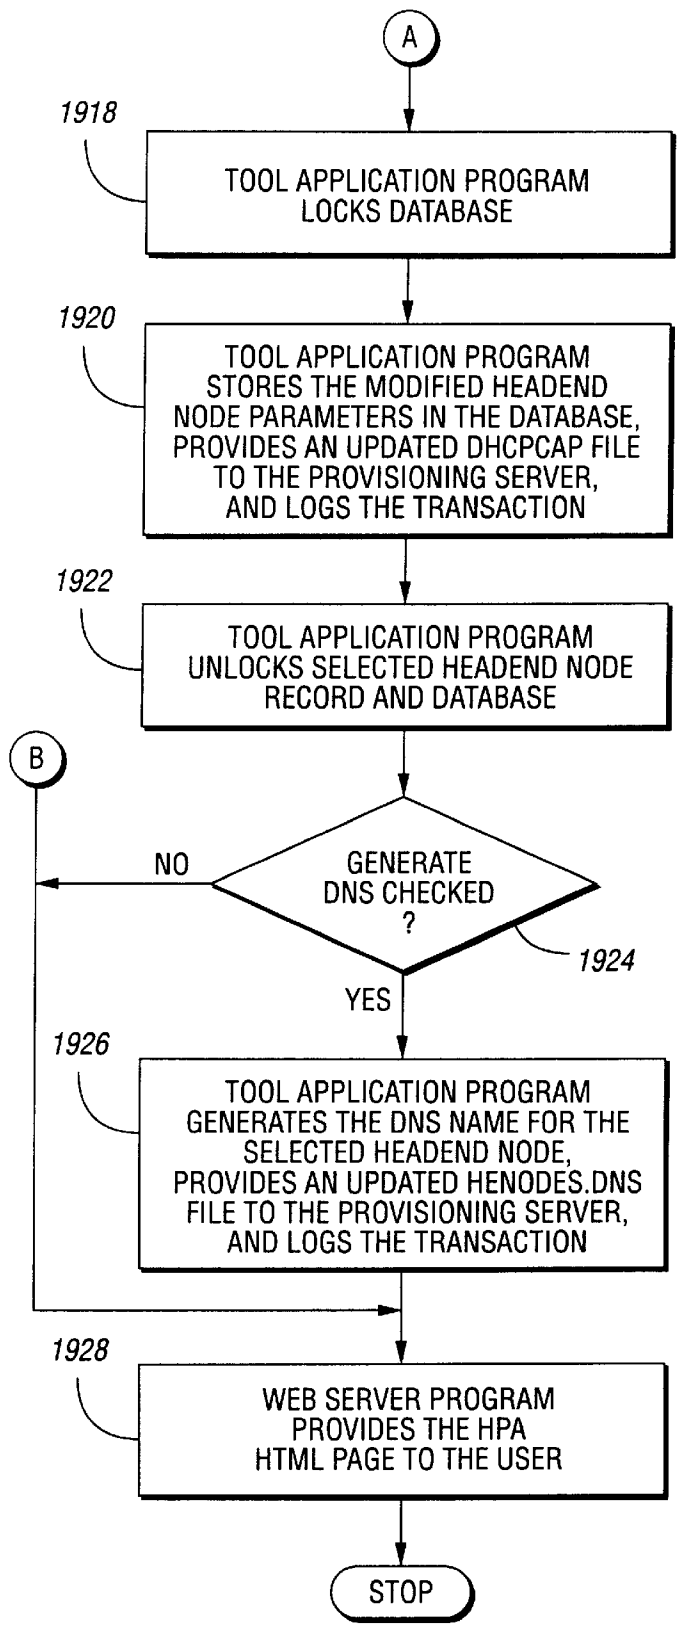 A
1918
TOOL APPLICATION PROGRAM
LOCKS DATABASE
1920
TOOL APPLICATION PROGRAM
STORES THE MODIFIED HEADEND
NODE PARAMETERS IN THE DATABASE,
PROVIDES AN UPDATED DHCPCAP FILE
TO THE PROVISIONING SERVER,
AND LOGS THE TRANSACTION
1922
TOOL APPLICATION PROGRAM
UNLOCKS SELECTED HEADEND NODE
RECORD AND DATABASE
B
NO
GENERATE
DNS CHECKED
?
1924
YES
1926
TOOL APPLICATION PROGRAM
GENERATES THE DNS NAME FOR THE
SELECTED HEADEND NODE,
PROVIDES AN UPDATED HENODES.DNS
FILE TO THE PROVISIONING SERVER,
AND LOGS THE TRANSACTION
1928
WEB SERVER PROGRAM
PROVIDES THE HPA
HTML PAGE TO THE USER
STOP